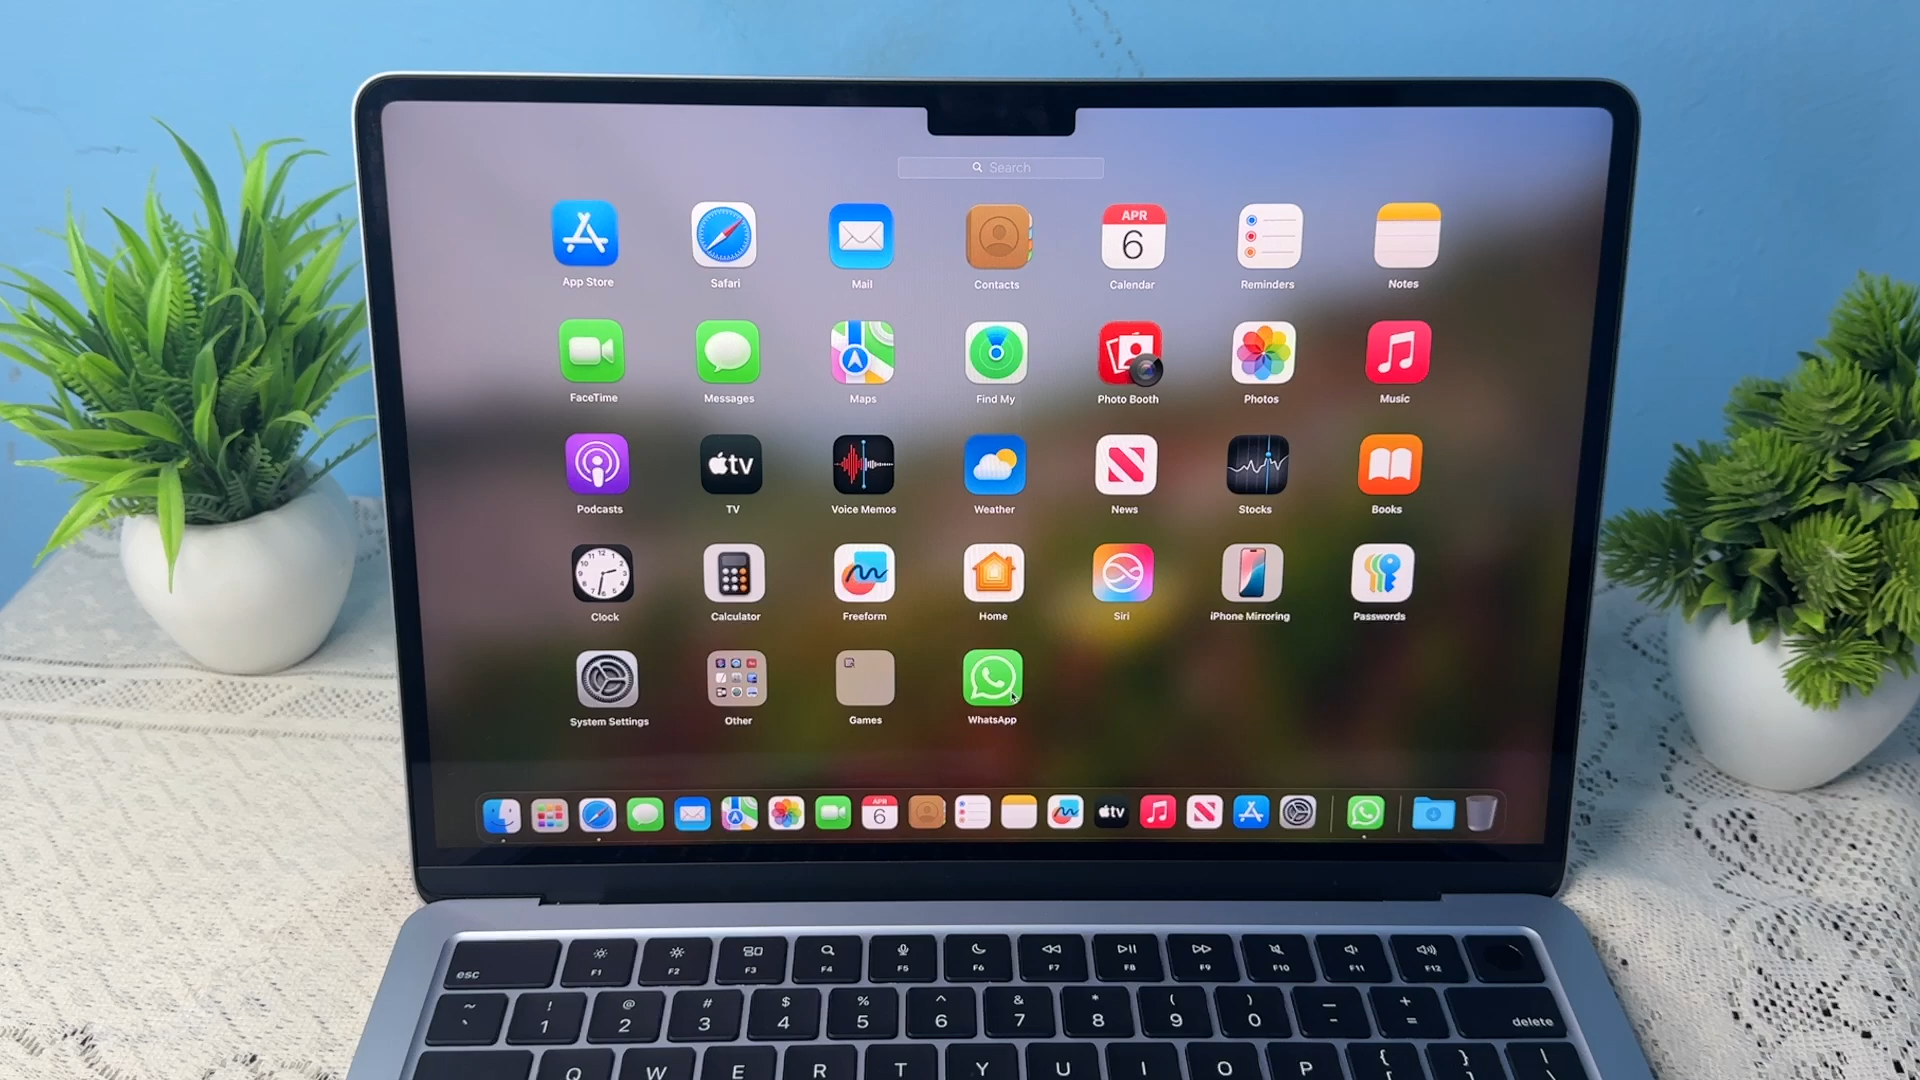 Search
APR
6
App Store Safari Mail Contacts Calendar Reminders Notes
FaceTime Messages Maps Find My Photo Booth Photos Music
tv
Podcasts TV Voice Memos Weather News Stocks Books
Clock Calculator Freeform Home Siri iPhone Mirroring Passwords
System Settings Other Games WhatsApp
APR
6
tv
esc F1 F2 F3 F4 F5 F6 F7 F8 F9 F10 F11 F12
~ ! @ # $ % ^ & * ( ) — +
` 1 2 3 4 5 6 7 8 9 0 - = delete
Q W E R T Y U I O P { } |